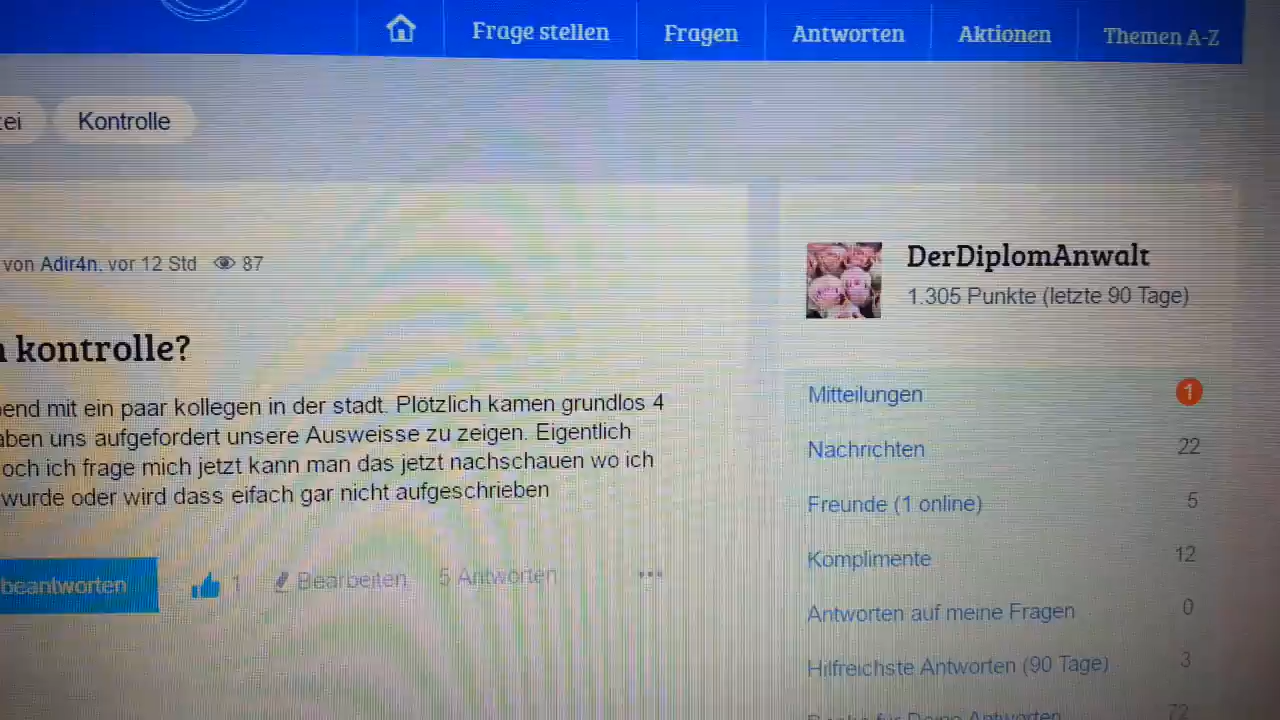 Frage stellen
Fragen
Antworten
Aktionen
Themen A-Z
Kontrolle
von Adir4n, vor 12 Std 87
kontrolle?
mit ein paar kollegen in der stadt. Plötzlich kamen grundlos 4
uns aufgefordert unsere Ausweisse zu zeigen. Eigentlich
ich frage mich jetzt kann man das jetzt nachschauen wo ich
wurde oder wird dass eifach gar nicht aufgeschrieben
beantworten
1
Bearbeiten
5 Antworten
DerDiplomAnwalt
1.305 Punkte (letzte 90 Tage)
Mitteilungen 1
Nachrichten 22
Freunde (1 online) 5
Komplimente 12
Antworten auf meine Fragen 0
Hilfreichste Antworten (90 Tage) 3